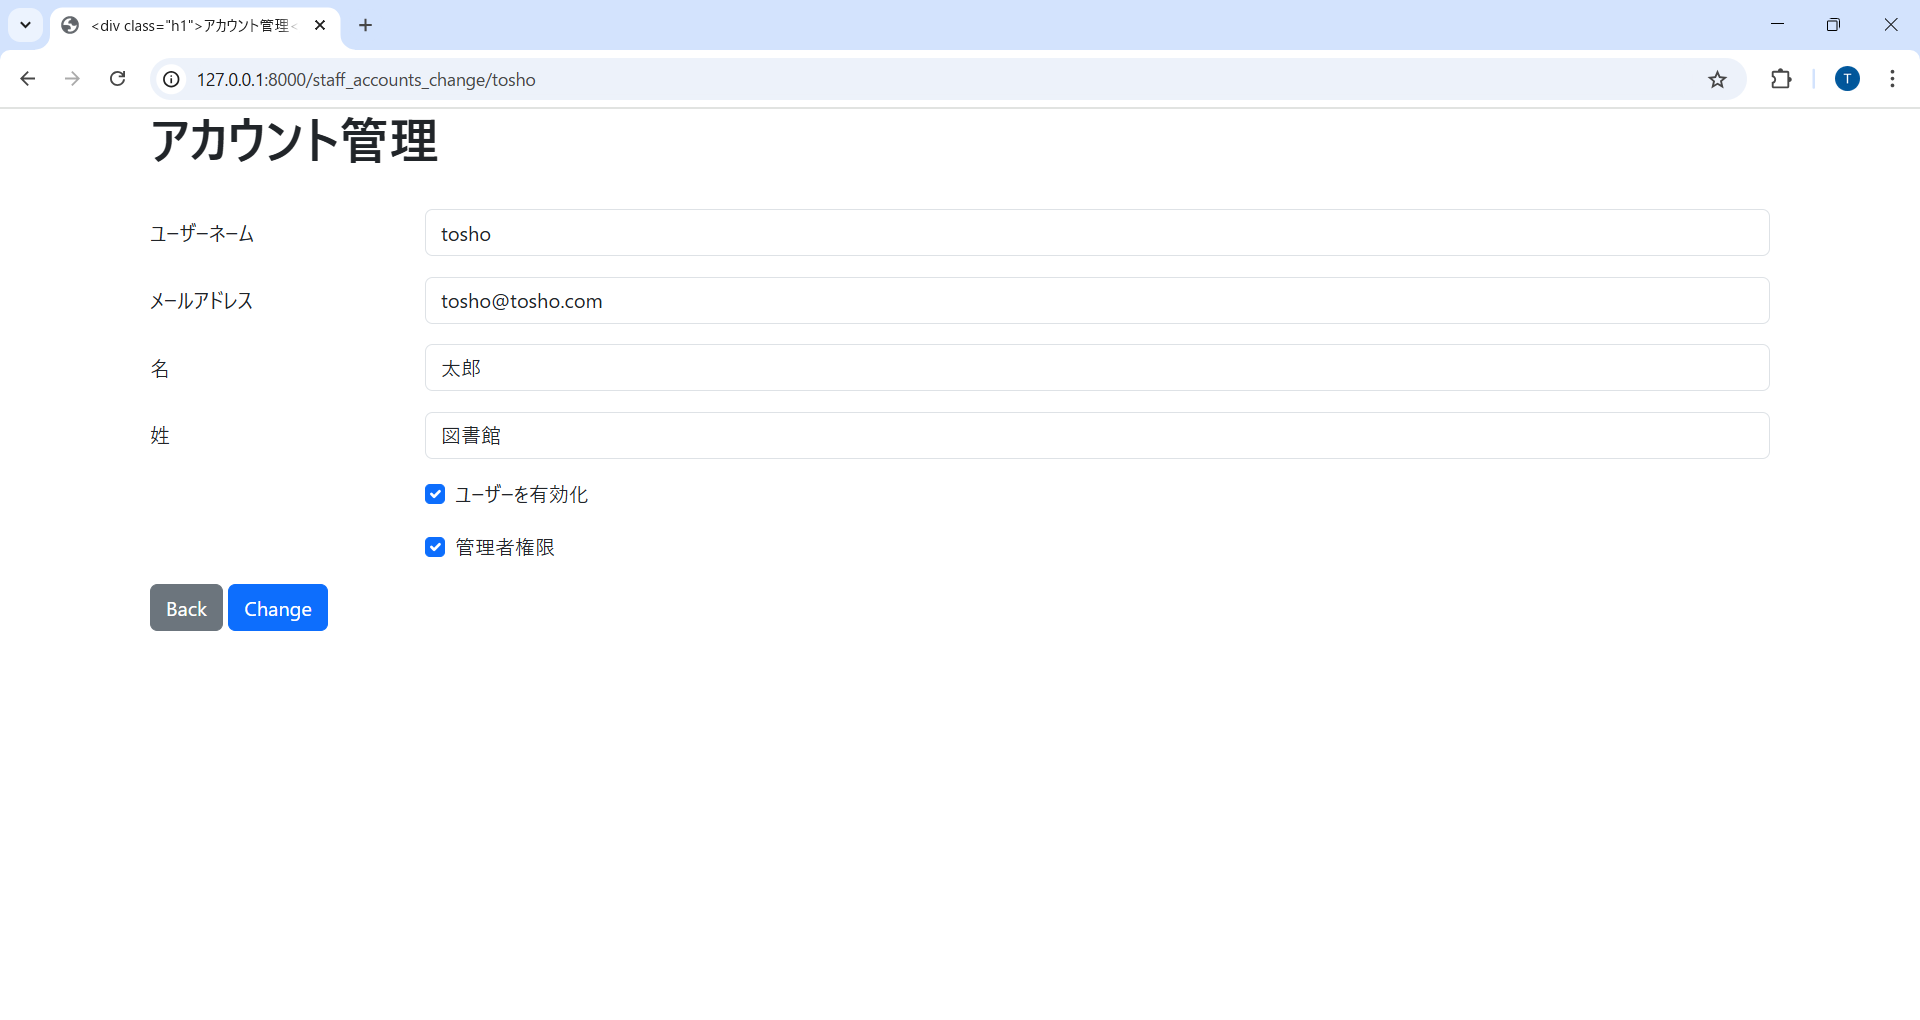 <div class="h1">アカウント管理<
127.0.0.1:8000/staff_accounts_change/tosho
T
アカウント管理
ユーザーネーム tosho
メールアドレス tosho@tosho.com
名 太郎
姓 図書館
ユーザーを有効化
管理者権限
Back Change